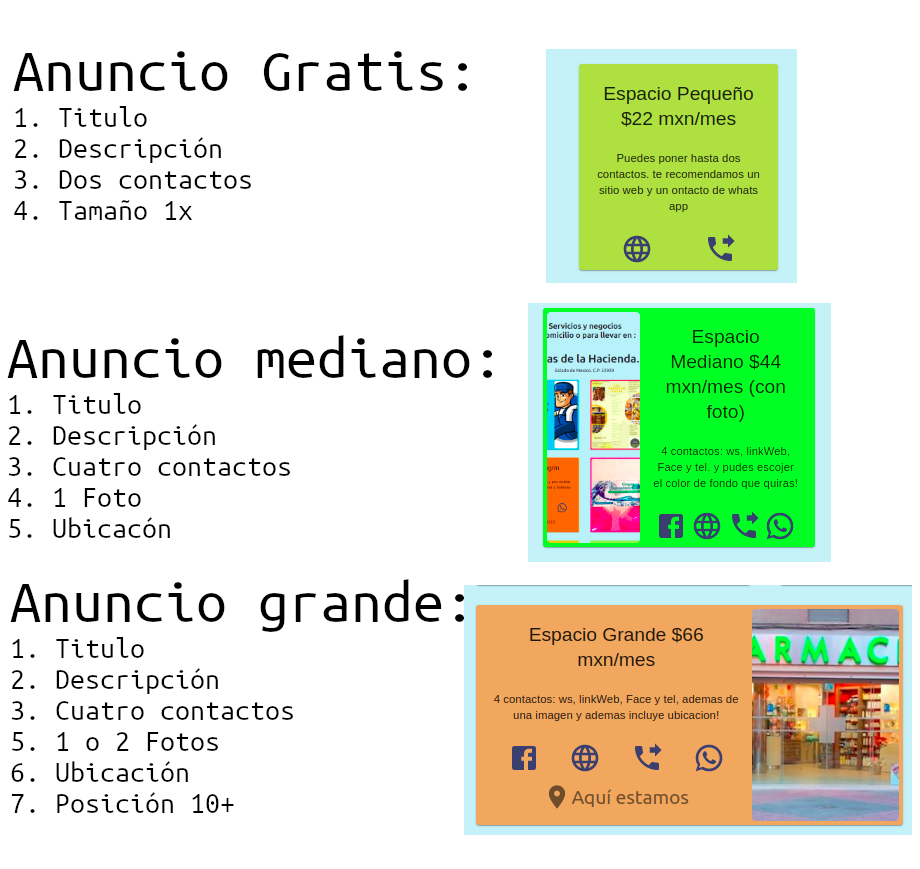 Anuncio Gratis:
1. Titulo
2. Descripción
3. Dos contactos
4. Tamaño 1x
Espacio Pequeño
$22 mxn/mes
Puedes poner hasta dos
contactos. te recomendamos un
sitio web y un ontacto de whats
app
Anuncio mediano:
1. Titulo
2. Descripción
3. Cuatro contactos
4. 1 Foto
5. Ubicacón
Servicios y negocios
omicilio o para llevar en :
as de la Hacienda.
Estado de Mexico. C.P. 52929
Espacio
Mediano $44
mxn/mes (con
foto)
4 contactos: ws, linkWeb,
Face y tel. y pudes escojer
el color de fondo que quiras!
Anuncio grande:
1. Titulo
2. Descripción
3. Cuatro contactos
5. 1 o 2 Fotos
6. Ubicación
7. Posición 10+
Espacio Grande $66
mxn/mes
4 contactos: ws, linkWeb, Face y tel, ademas de
una imagen y ademas incluye ubicacion!
Aquí estamos
ARMACI